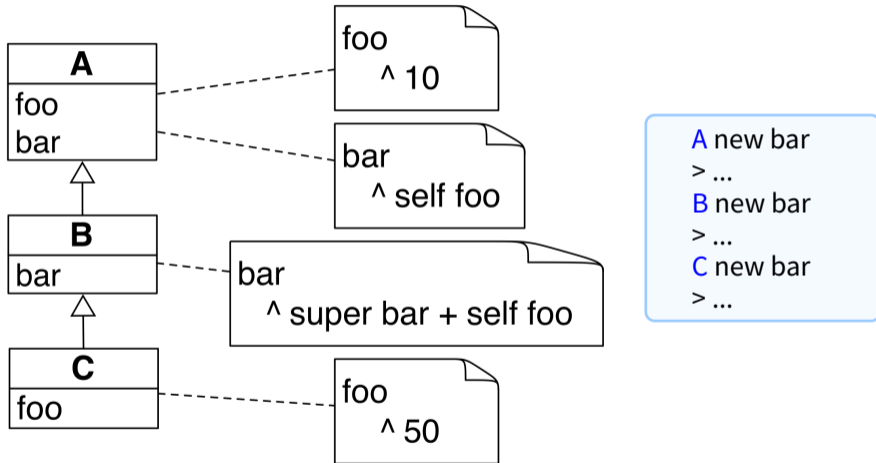 A
foo
bar
B
bar
C
foo
foo
^ 10
bar
^ self foo
bar
^ super bar + self foo
foo
^ 50
A new bar
> ...
B new bar
> ...
C new bar
> ...